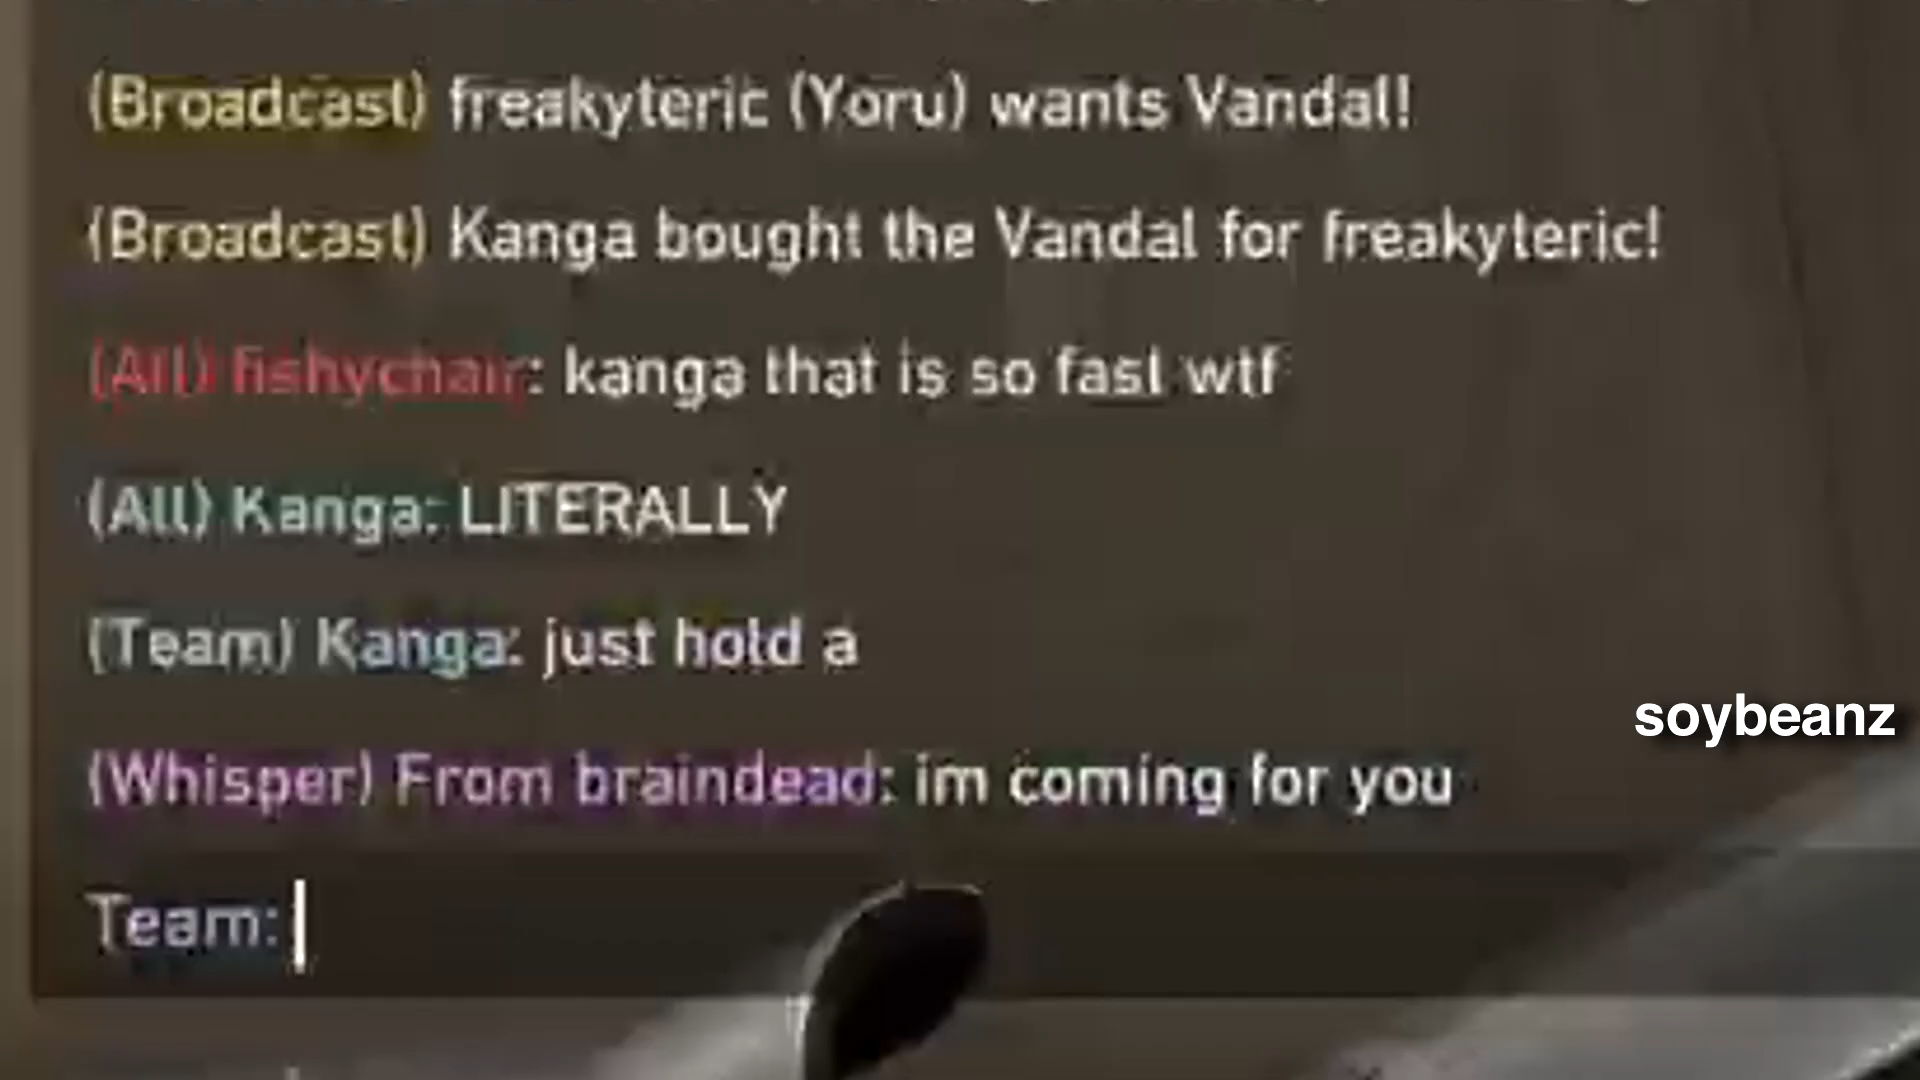 (Broadcast) freakyteric (Yoru) wants Vandal!
(Broadcast) Kanga bought the Vandal for freakyteric!
(All) fishychair: kanga that is so fast wtf
(All) Kanga: LITERALLY
(Team) Kanga: just hold a
soybeanz
(Whisper) From braindead: im coming for you
Team: